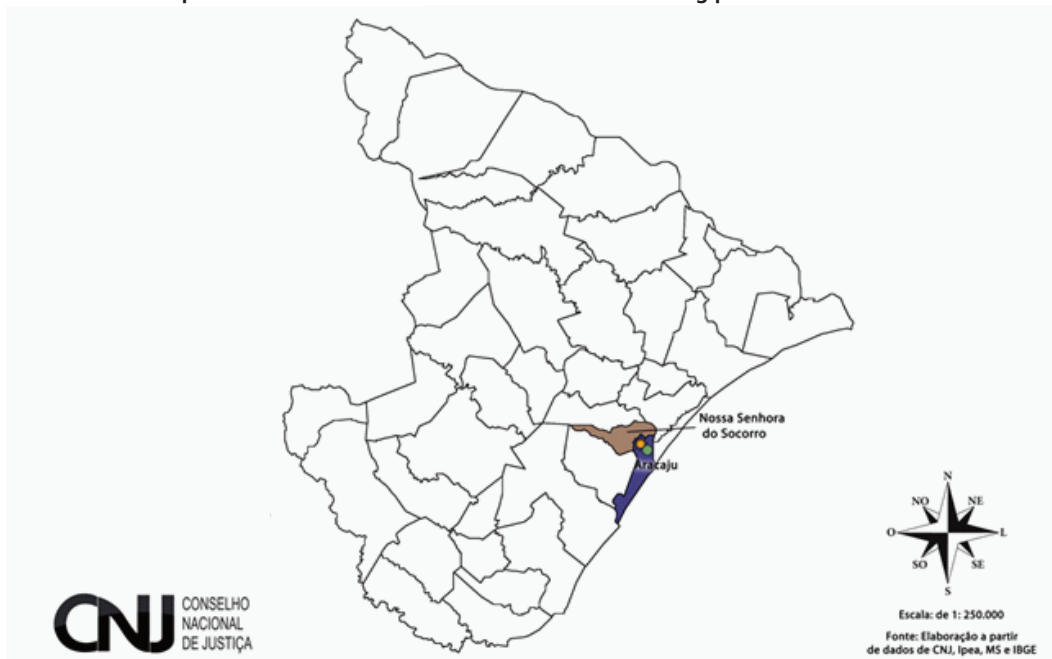 Nossa Senhora
do Socorro
Aracaju
N
NO
NE
O
L
SO
SE
S
CNJ
CONSELHO
NACIONAL
DE JUSTIÇA
Escala: de 1: 250.000
Fonte: Elaboração a partir
de dados de CNJ, Ipea, MS e IBGE